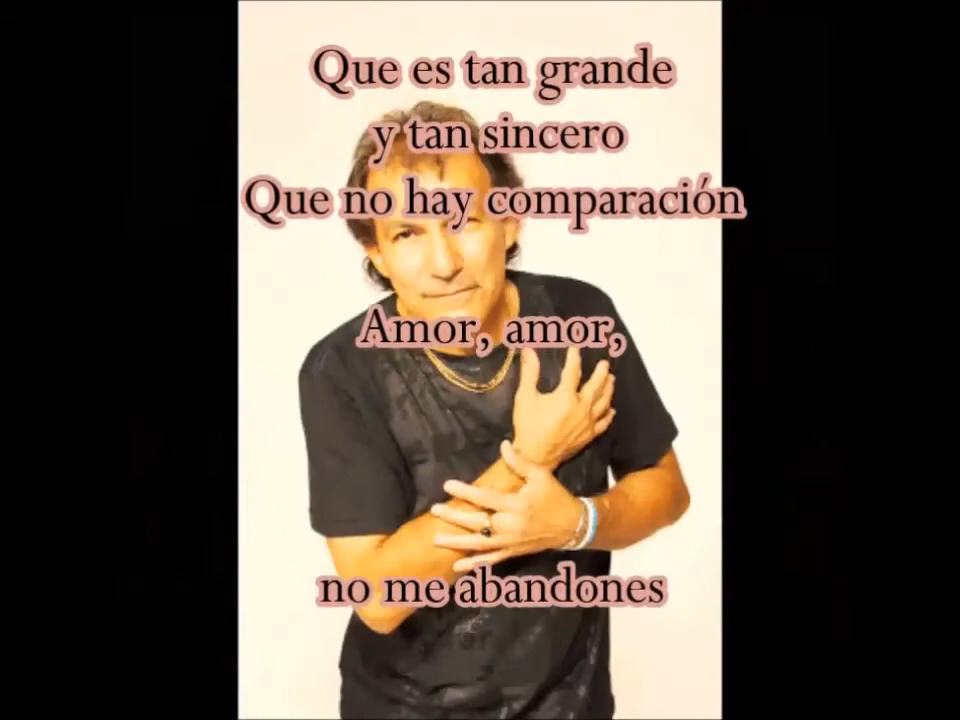 Que es tan grande
y tan sincero
Que no hay comparación
Amor, amor,
no me abandones